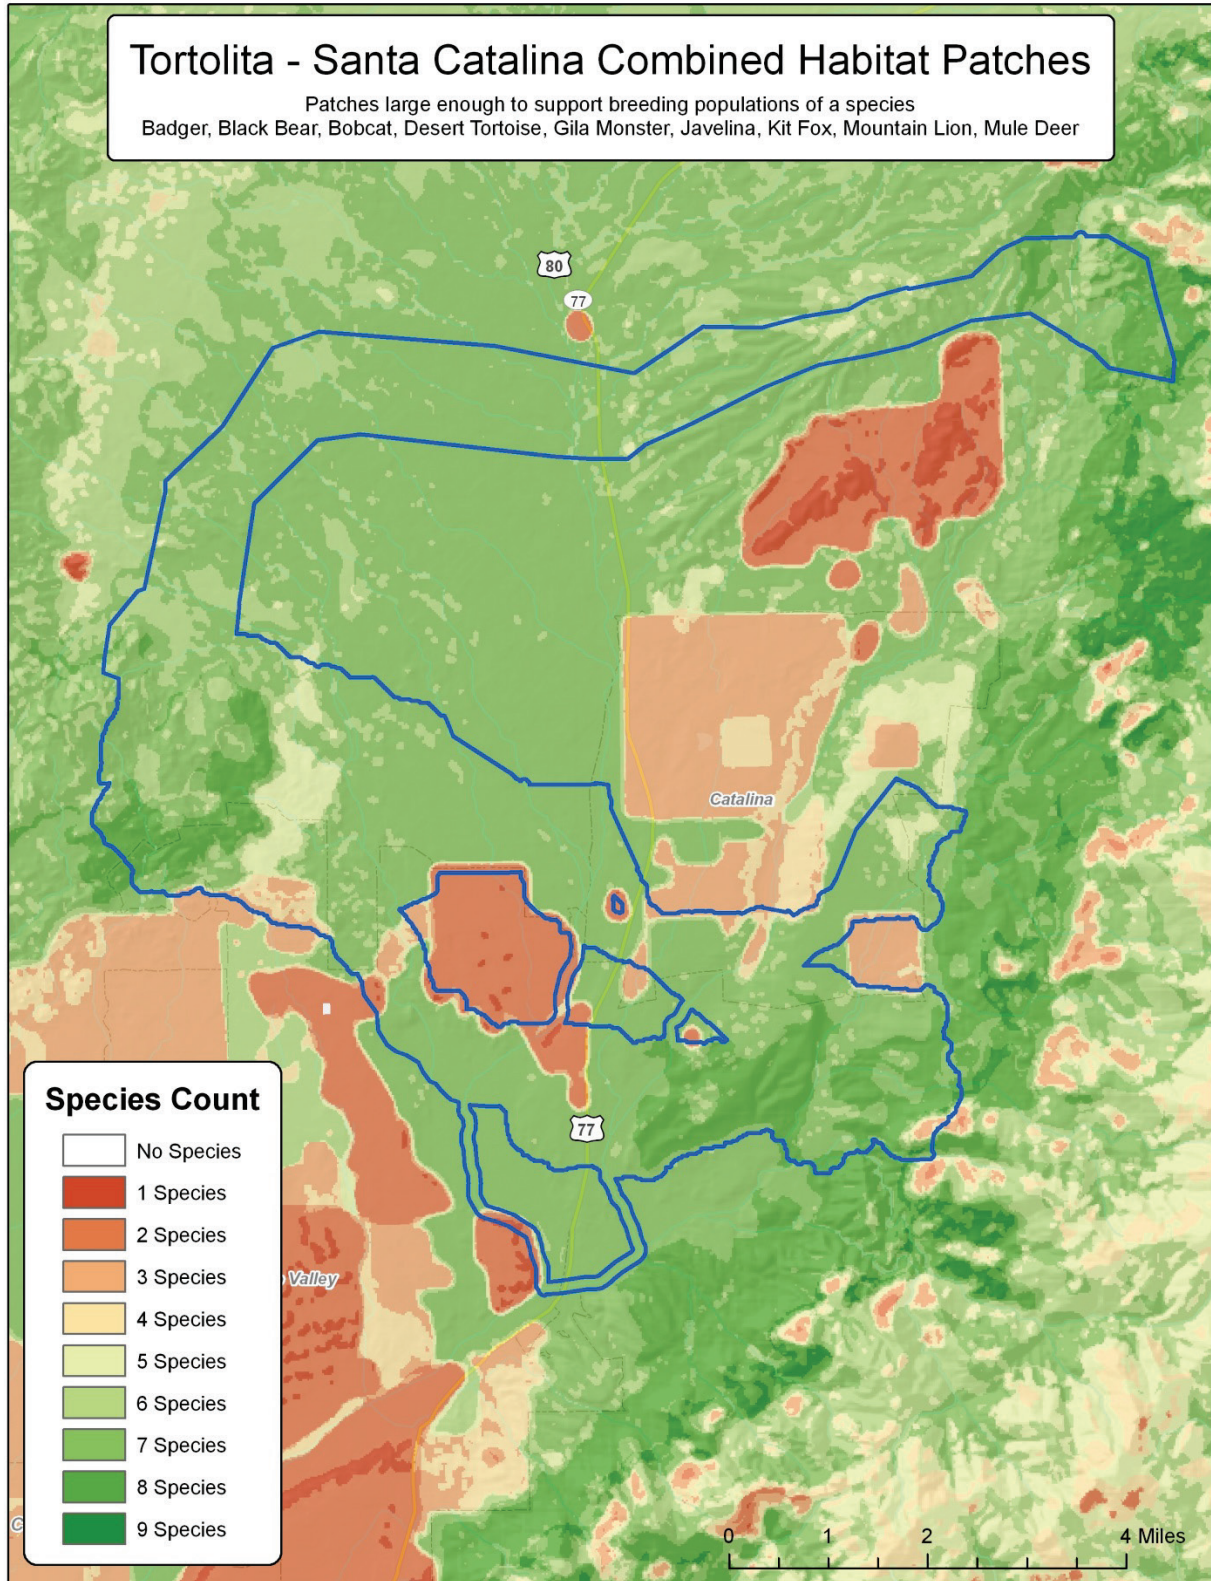 Tortolita - Santa Catalina Combined Habitat Patches
Patches large enough to support breeding populations of a species
Badger, Black Bear, Bobcat, Desert Tortoise, Gila Monster, Javelina, Kit Fox, Mountain Lion, Mule Deer
80
77
Catalina
77
Valley
Species Count
No Species
1 Species
2 Species
3 Species
4 Species
5 Species
6 Species
7 Species
8 Species
9 Species
0 1 2 4 Miles